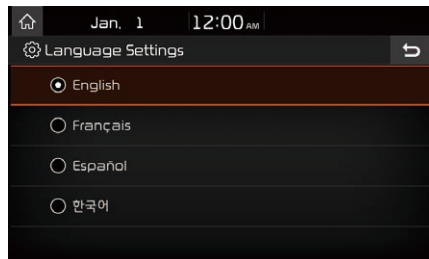 Jan. 1 12:00 AM
Language Settings
English
Français
Español
한국어